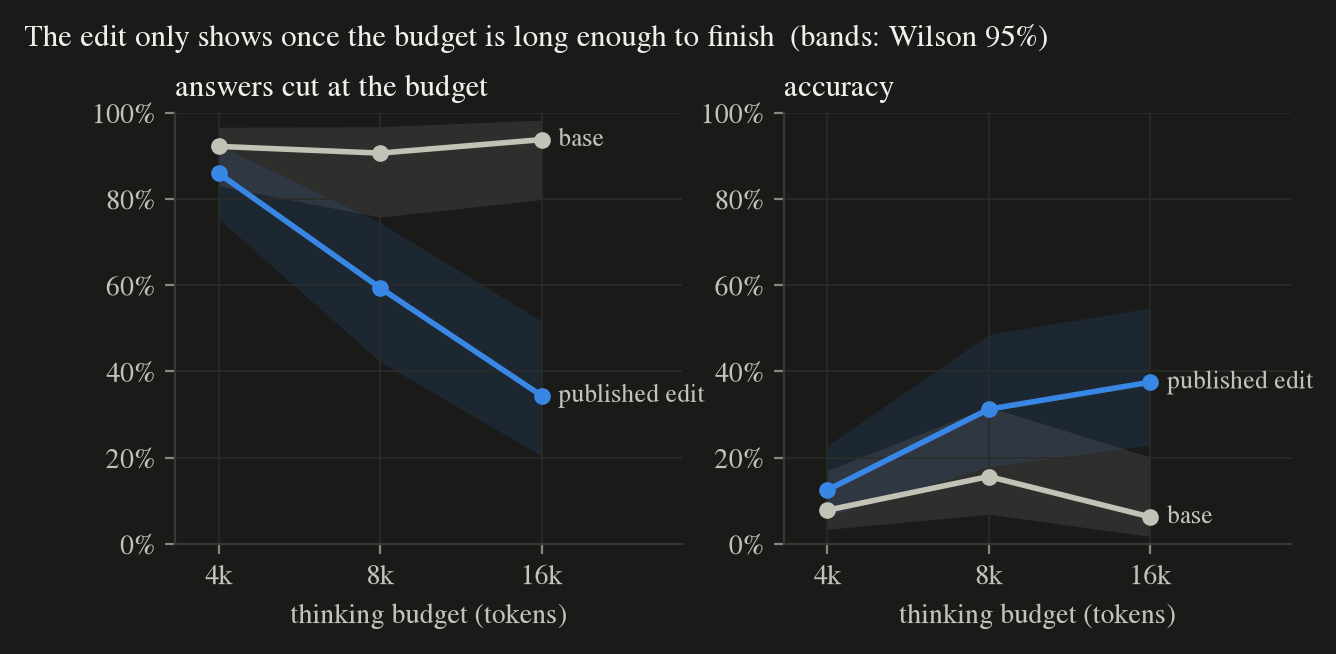 The edit only shows once the budget is long enough to finish (bands: Wilson 95%)
answers cut at the budget
100%
80%
60%
40%
20%
0%
base
published edit
4k
8k
16k
thinking budget (tokens)
accuracy
100%
80%
60%
40%
20%
0%
published edit
base
4k
8k
16k
thinking budget (tokens)